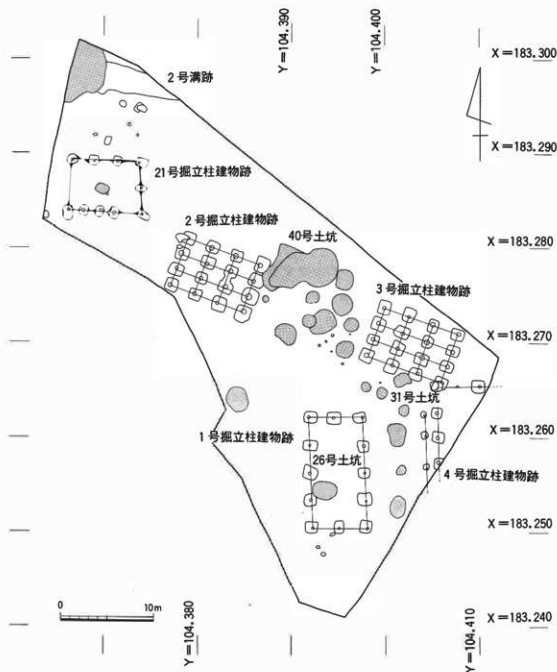 Y=104.390
Y=104.400
X=183.300
2号溝跡
X=183.290
21号掘立柱建物跡
2号掘立柱建物跡
40号土坑
X=183.280
3号掘立柱建物跡
X=183.270
31号土坑
X=183.260
1号掘立柱建物跡
26号土坑
4号掘立柱建物跡
X=183.250
0 10m
Y=104.380
X=183.240
Y=104.410